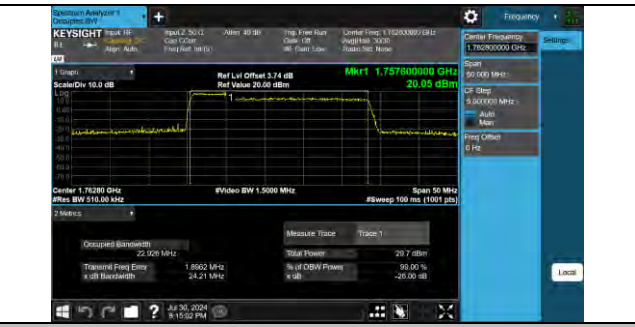 Spectrum Analyzer 1
Occupied BW
+
Frequency
KEYSIGHT Input: RF
Input Z: 50 Ω
Atten: 40 dB
Trig: Free Run
Center Freq: 1.762800000 GHz
Align: Auto
Gate: Off
Radio Std: None
1 Graph
Scale/Div 10.0 dB
Ref Lvl Offset 3.74 dB
Ref Value 20.00 dBm
Mkr1 1.757600000 GHz
20.05 dBm
Log
1
Center 1.76280 GHz
#Res BW 510.00 kHz
#Video BW 1.5000 MHz
Span 50 MHz
#Sweep 100 ms (1001 pts)
2 Metrics
Measure Trace
Trace 1
Occupied Bandwidth
22.926 MHz
Total Power
29.7 dBm
Transmit Freq Error
1.8662 MHz
% of OBW Power
99.00 %
x dB Bandwidth
24.21 MHz
x dB
-26.00 dB
Center Frequency
1.762800000 GHz
Settings
Span
50.000 MHz
CF Step
5.000000 MHz
Auto
Man
Freq Offset
0 Hz
Local
?
Jul 30, 2024
9:15:02 PM